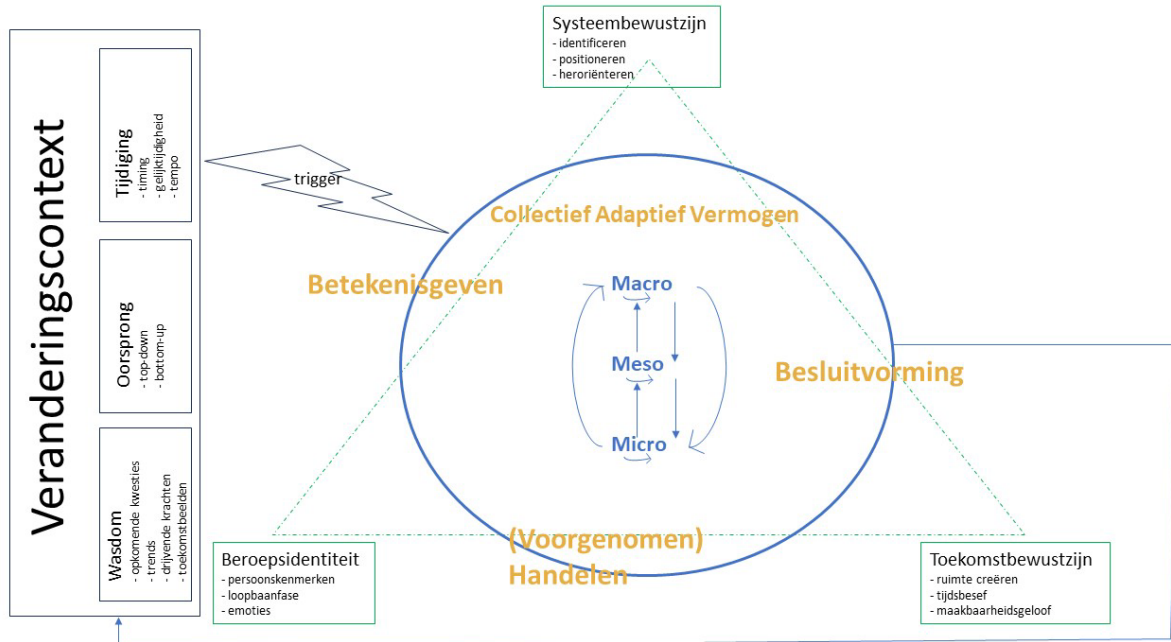 Veranderingscontext
Tijdiging
- timing
- gelijktijdigheid
- tempo
Oorsprong
- top-down
- bottom-up
Wasdom
- opkomende kwesties
- trends
- drijvende krachten
- toekomstbeelden
trigger
Systeembewustzijn
- identificeren
- positioneren
- heroriënteren
Collectief Adaptief Vermogen
Betekenisgeven
Macro
Meso
Micro
Besluitvorming
(Voorgenomen)
Handelen
Beroepsidentiteit
- persoonskenmerken
- loopbaanfase
- emoties
Toekomstbewustzijn
- ruimte creëren
- tijdsbesef
- maakbaarheidsgeloof